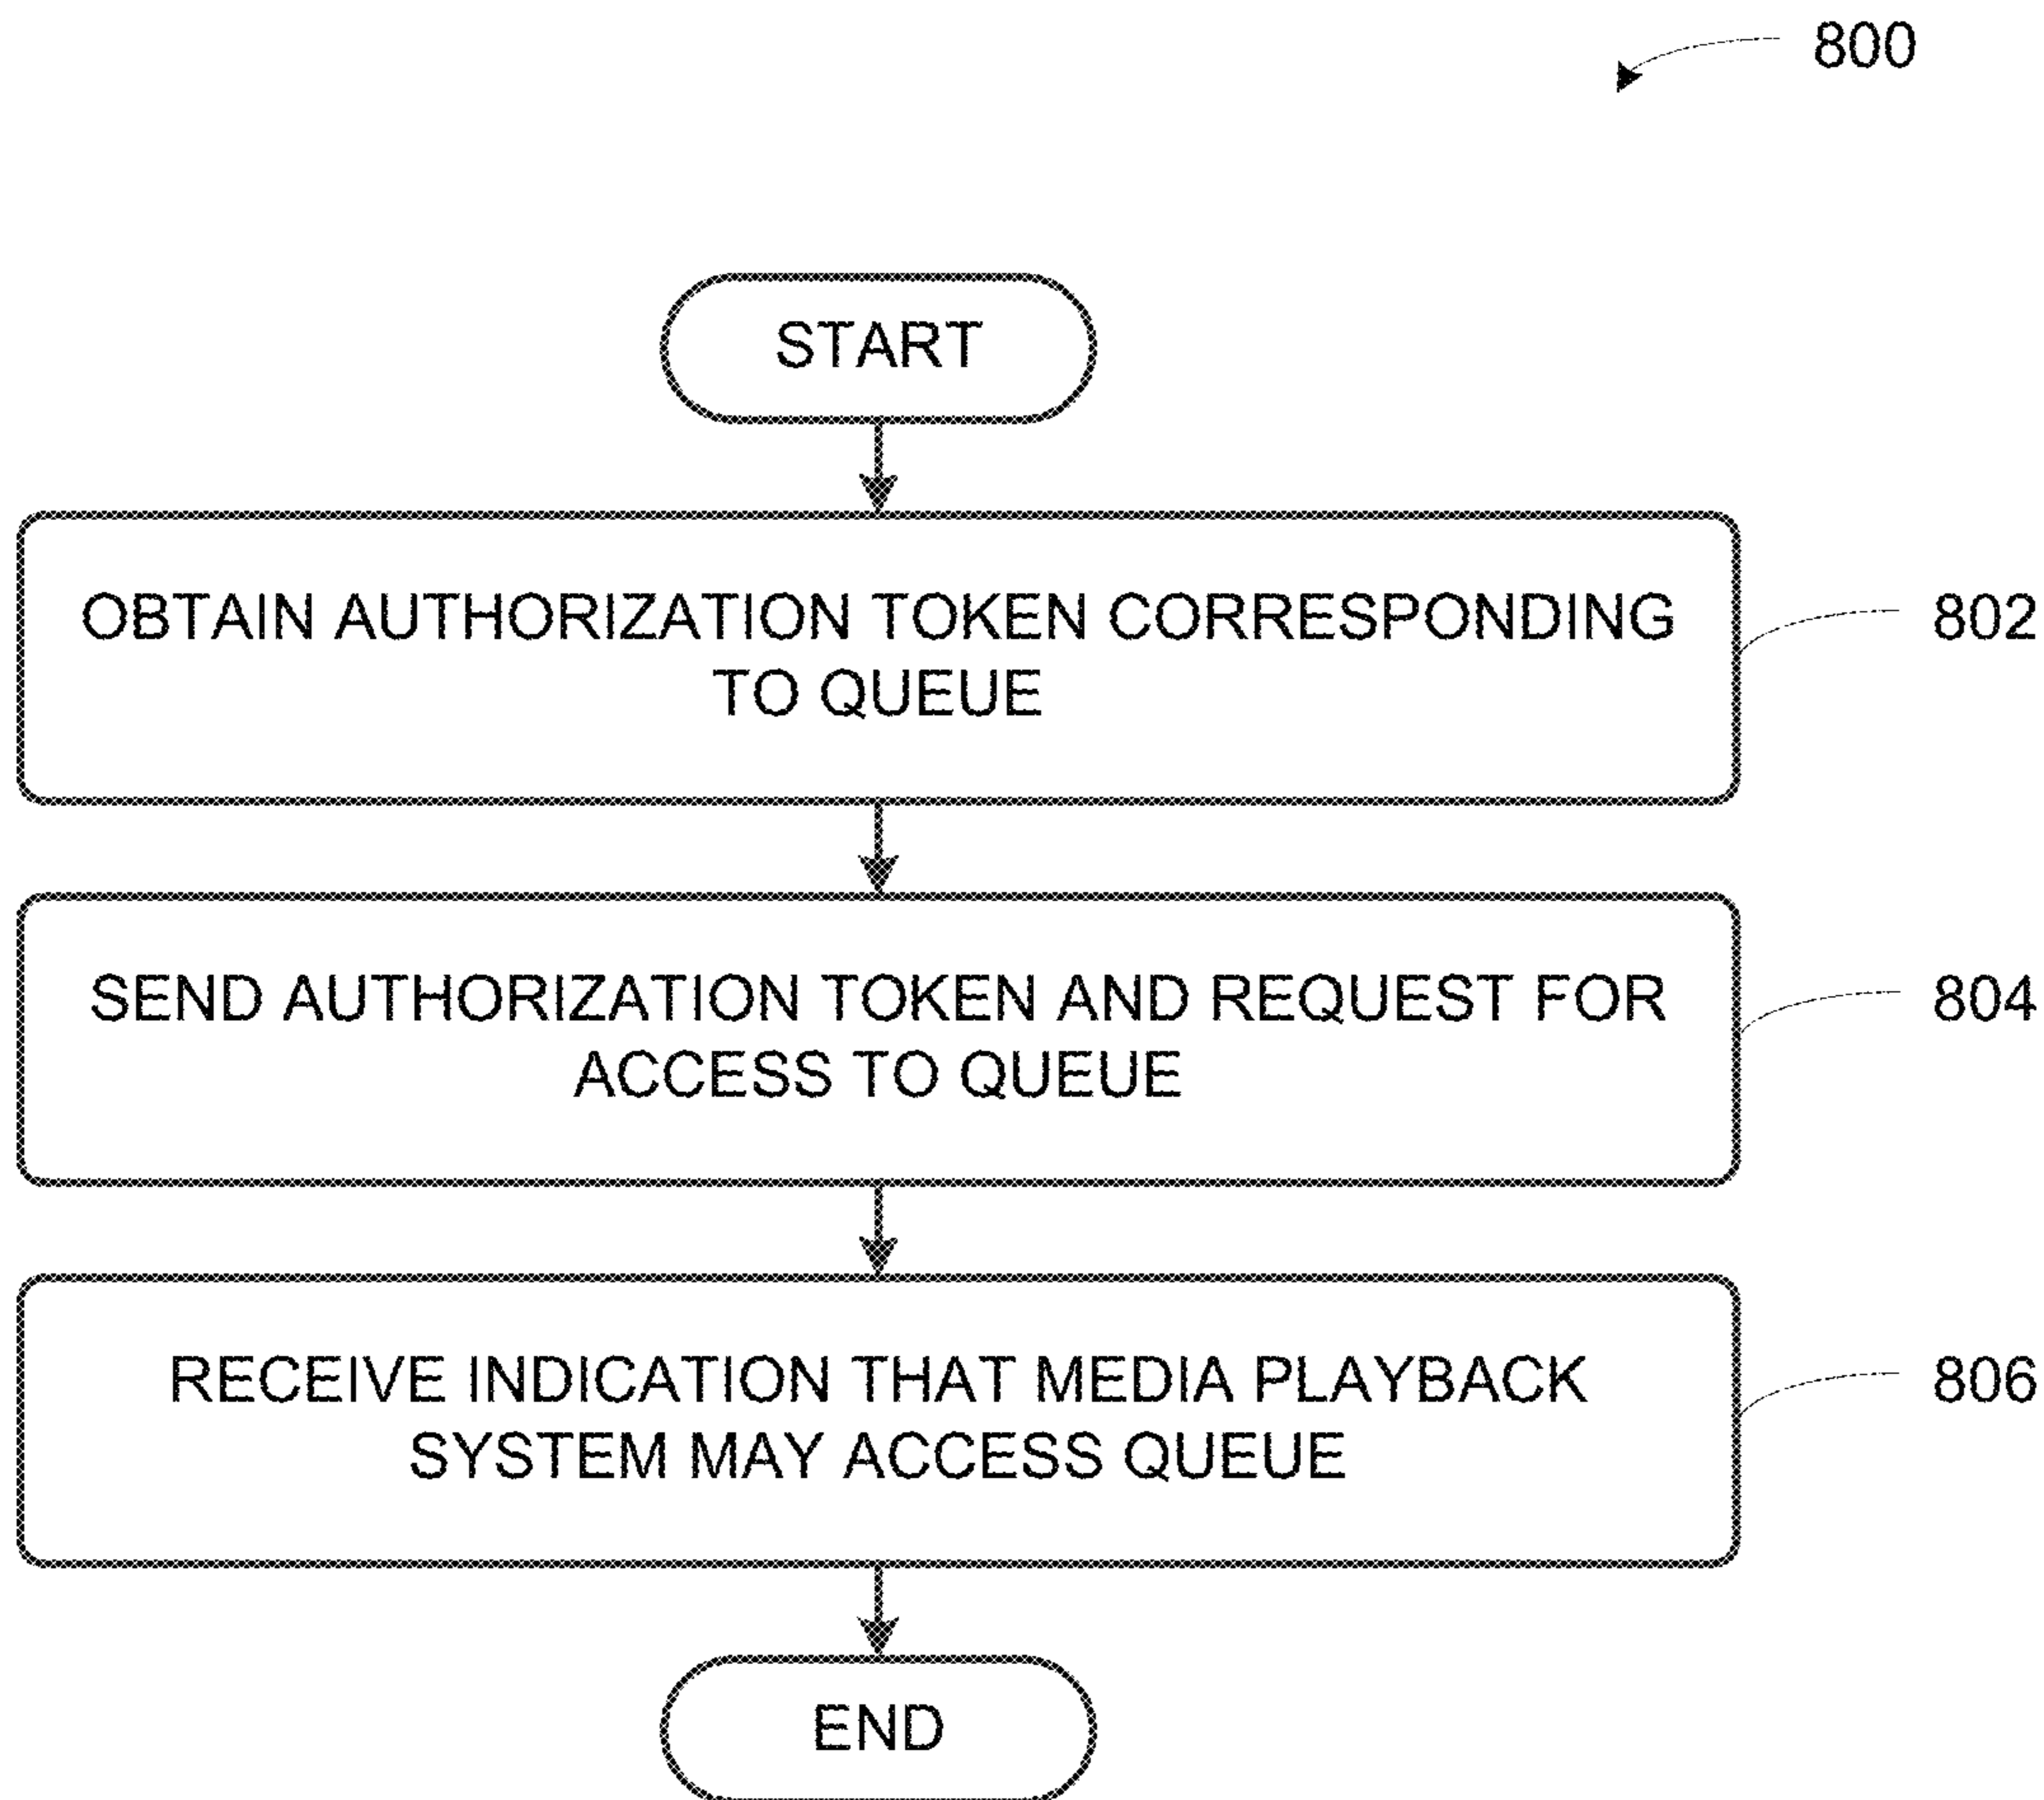 800
START
OBTAIN AUTHORIZATION TOKEN CORRESPONDING
TO QUEUE
802
SEND AUTHORIZATION TOKEN AND REQUEST FOR
ACCESS TO QUEUE
804
RECEIVE INDICATION THAT MEDIA PLAYBACK
SYSTEM MAY ACCESS QUEUE
806
END